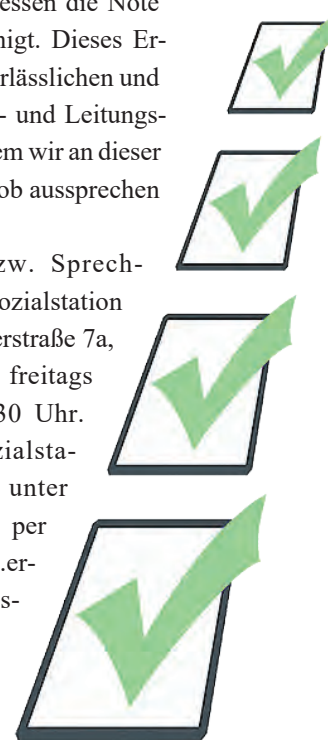 essen die Note
nigt. Dieses Er-
erlässlichen und
- und Leitungs-
em wir an dieser
ob aussprechen
zw. Sprech-
ozialstation
erstraße 7a,
freitags
30 Uhr.
zialsta-
unter
per
.er-
s-